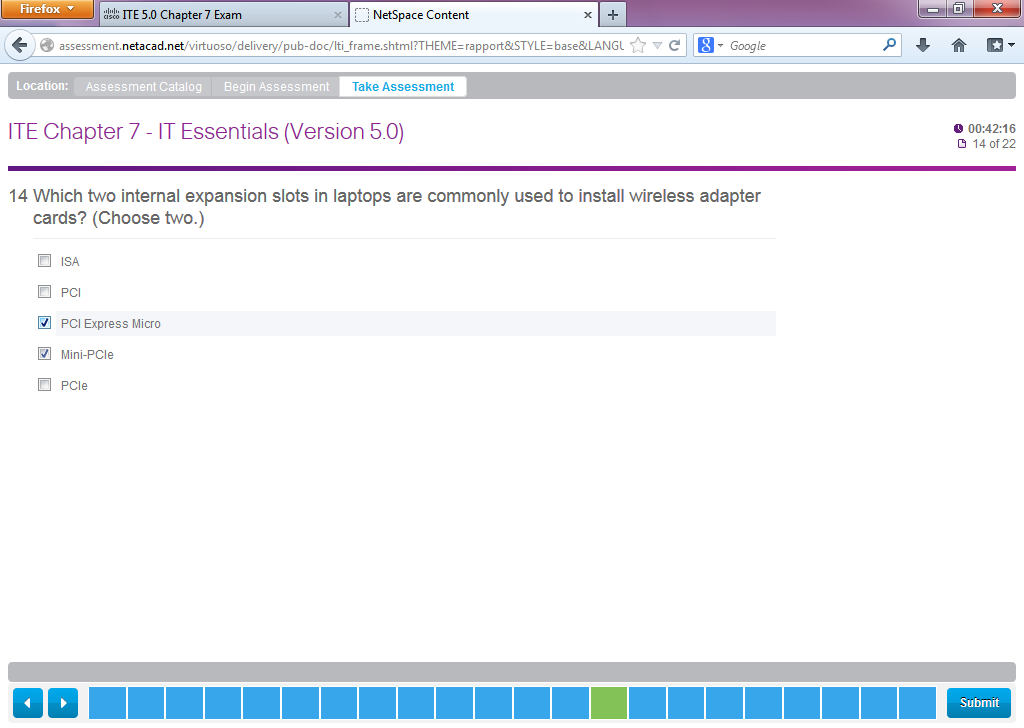 Firefox
cisco ITE 5.0 Chapter 7 Exam
NetSpace Content
assessment.netacad.net/virtuoso/delivery/pub-doc/lti_frame.shtml?THEME=rapport&STYLE=base&LANGU
8 Google
Location: Assessment Catalog Begin Assessment Take Assessment
ITE Chapter 7 - IT Essentials (Version 5.0)
00:42:16
14 of 22
14 Which two internal expansion slots in laptops are commonly used to install wireless adapter
cards? (Choose two.)
ISA
PCI
PCI Express Micro
Mini-PCIe
PCIe
Submit